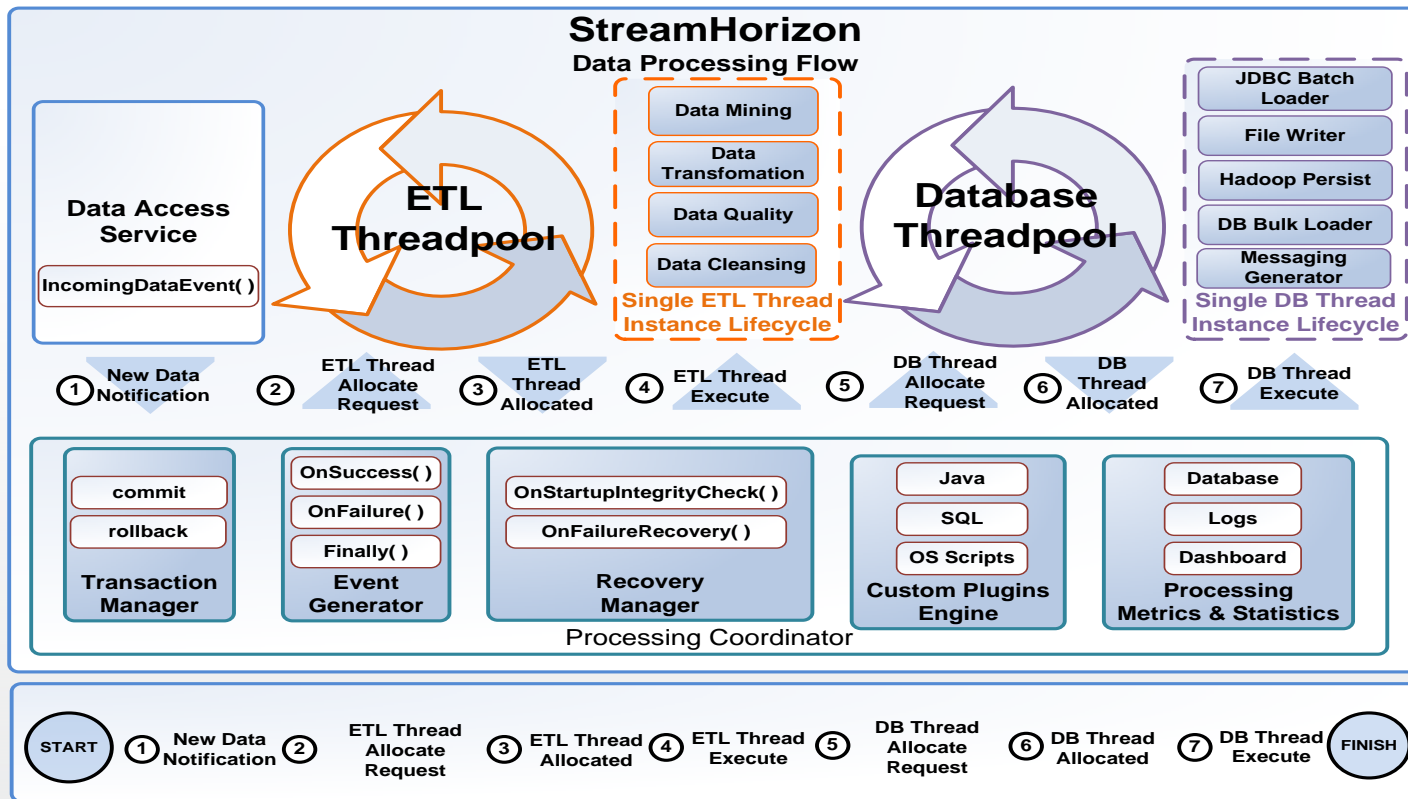 StreamHorizon
Data Processing Flow
Data Access
Service
IncomingDataEvent( )
ETL
Threadpool
Data Mining
Data
Transfomation
Data Quality
Data Cleansing
Single ETL Thread
Instance Lifecycle
Database
Threadpool
JDBC Batch
Loader
File Writer
Hadoop Persist
DB Bulk Loader
Messaging
Generator
Single DB Thread
Instance Lifecycle
1
New Data
Notification
2
ETL Thread
Allocate
Request
3
ETL
Thread
Allocated
4
ETL Thread
Execute
5
DB Thread
Allocate
Request
6
DB
Thread
Allocated
7
DB Thread
Execute
commit
rollback
Transaction
Manager
OnSuccess( )
OnFailure( )
Finally( )
Event
Generator
OnStartupIntegrityCheck( )
OnFailureRecovery( )
Recovery
Manager
Java
SQL
OS Scripts
Custom Plugins
Engine
Database
Logs
Dashboard
Processing
Metrics & Statistics
Processing Coordinator
START
1
New Data
Notification
2
ETL Thread
Allocate
Request
3
ETL Thread
Allocated
4
ETL Thread
Execute
5
DB Thread
Allocate
Request
6
DB Thread
Allocated
7
DB Thread
Execute
FINISH